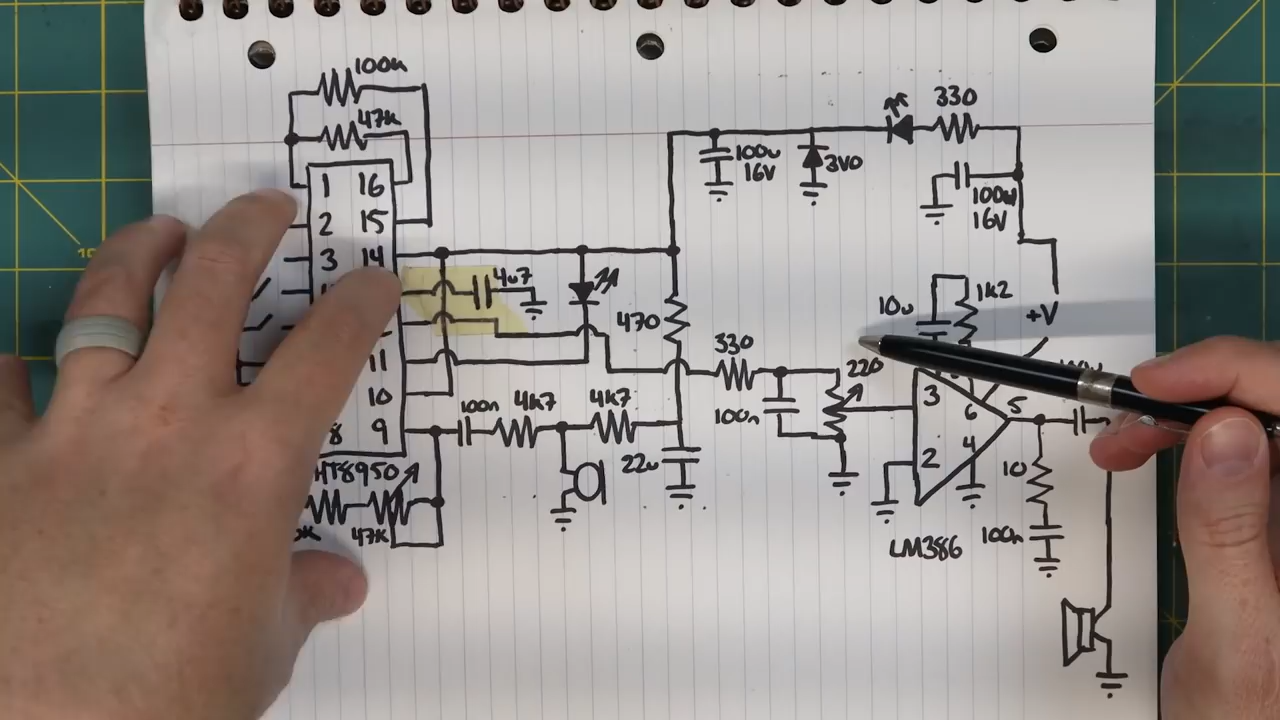 100n
47k
330
1 16
100u
16V
3V0
2 15
100u
16V
3 14
4u7
10u
1k2
+V
470
330
11
220
10
100n
4k7
4k7
100n
3
6
5
8 9
4
22u
2
10
HT8950
47K
LM386
100n